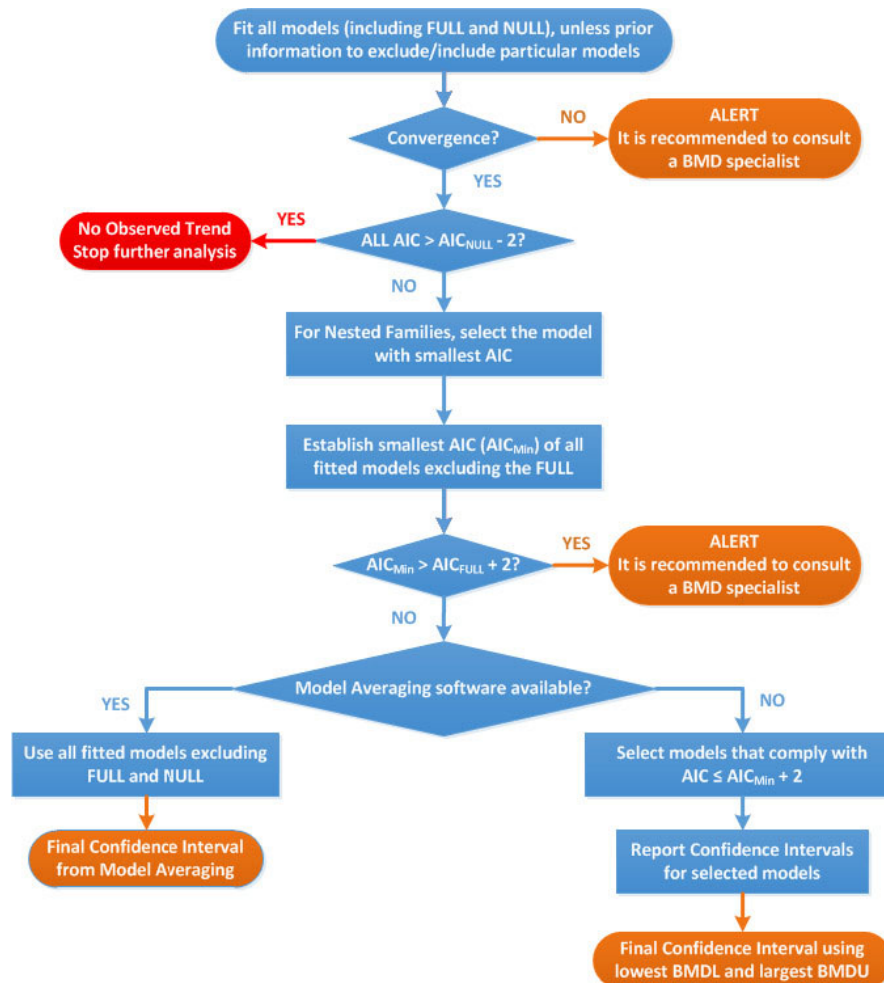 Fit all models (including FULL and NULL), unless prior
information to exclude/include particular models
Convergence?
NO
ALERT
It is recommended to consult
a BMD specialist
YES
ALL AIC > AICNULL - 2?
YES
No Observed Trend
Stop further analysis
NO
For Nested Families, select the model
with smallest AIC
Establish smallest AIC (AICMin) of all
fitted models excluding the FULL
AICMin > AICFULL + 2?
YES
ALERT
It is recommended to consult
a BMD specialist
NO
Model Averaging software available?
YES
NO
Use all fitted models excluding
FULL and NULL
Final Confidence Interval
from Model Averaging
Select models that comply with
AIC ≤ AICMin + 2
Report Confidence Intervals
for selected models
Final Confidence Interval using
lowest BMDL and largest BMDU